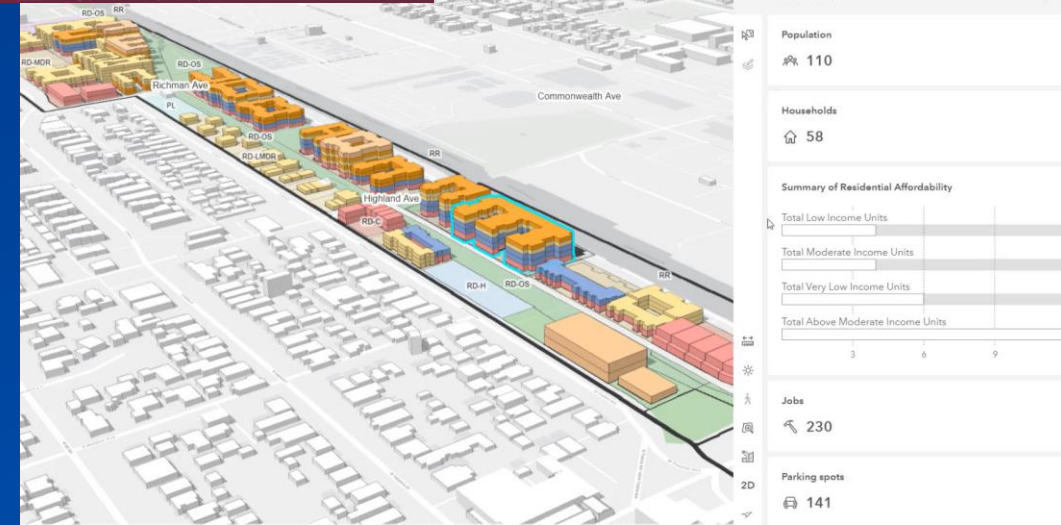 RD-OS
RR
RD-MDR
RD-OS
Richman Ave
PL
Commonwealth Ave
RD-OS
RD-LMDR
RR
Highland Ave
RD-C
RR
RD-H
RD-OS
2D
Population
110
Households
58
Summary of Residential Affordability
Total Low Income Units
Total Moderate Income Units
Total Very Low Income Units
Total Above Moderate Income Units
3 6 9
Jobs
230
Parking spots
141